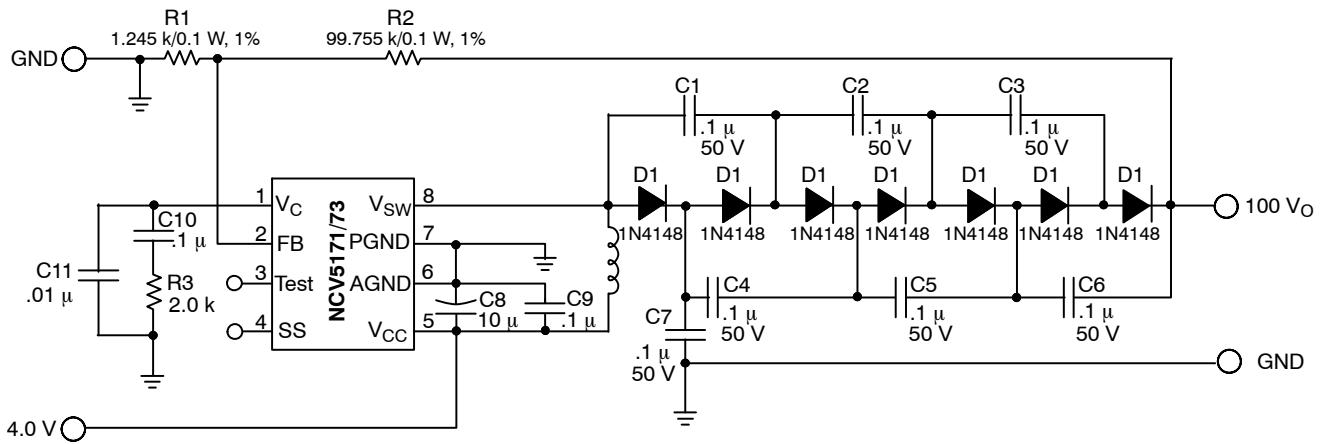 R1
1.245 k/0.1 W, 1%
R2
99.755 k/0.1 W, 1%
GND
C1
.1 μ
50 V
C2
.1 μ
50 V
C3
.1 μ
50 V
D1
1N4148
D1
1N4148
D1
1N4148
D1
1N4148
D1
1N4148
D1
1N4148
D1
1N4148
100 VO
1
VC
2
FB
3
Test
4
SS
NCV5171/73
VSW
8
PGND
7
AGND
6
VCC
5
C10
.1 μ
C11
.01 μ
R3
2.0 k
C8
10 μ
C9
.1 μ
C4
.1 μ
50 V
C5
.1 μ
50 V
C6
.1 μ
50 V
C7
.1 μ
50 V
GND
4.0 V